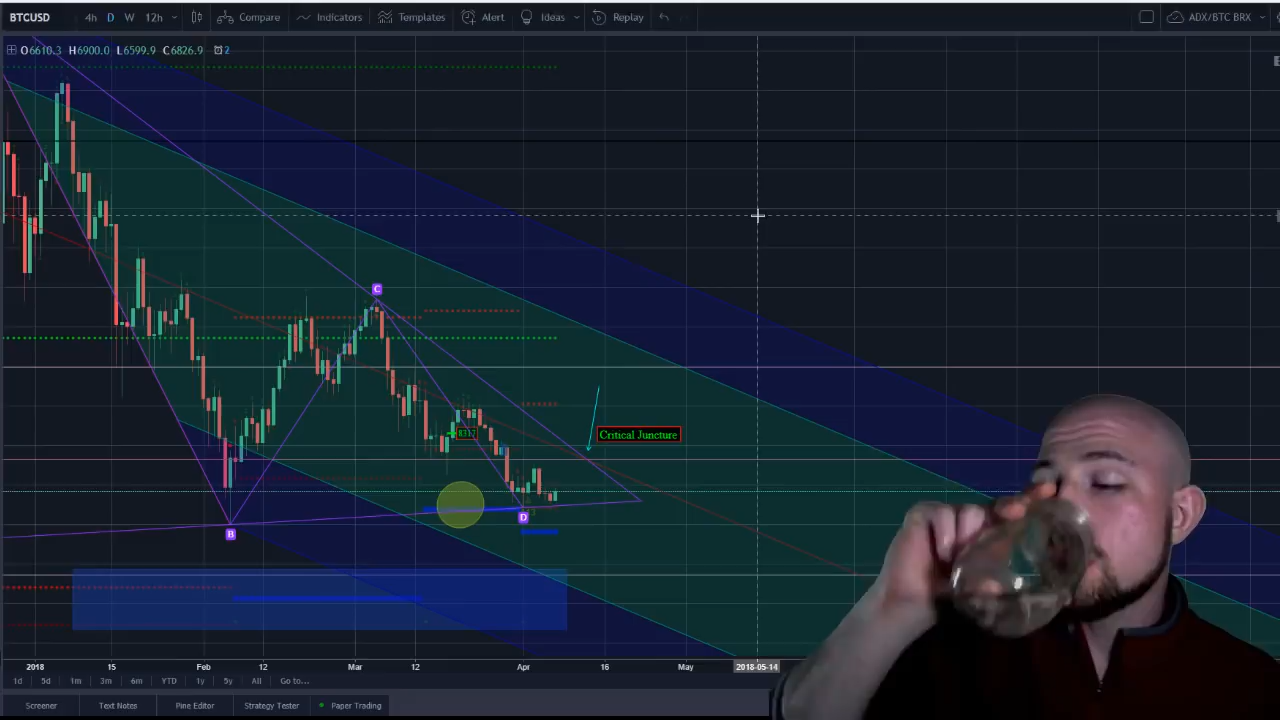 BTCUSD 4h D W 12h Compare Indicators Templates Alert Ideas Replay ADX/BTC BRX
O6610.3 H6900.0 L6599.9 C6826.9 2
C
8317
Critical Juncture
D
B
2018 15 Feb 12 Mar 12 Apr 16 May 2018-05-14
1d 5d 1m 3m 6m YTD 1y 5y All Go to...
Screener Text Notes Pine Editor Strategy Tester Paper Trading